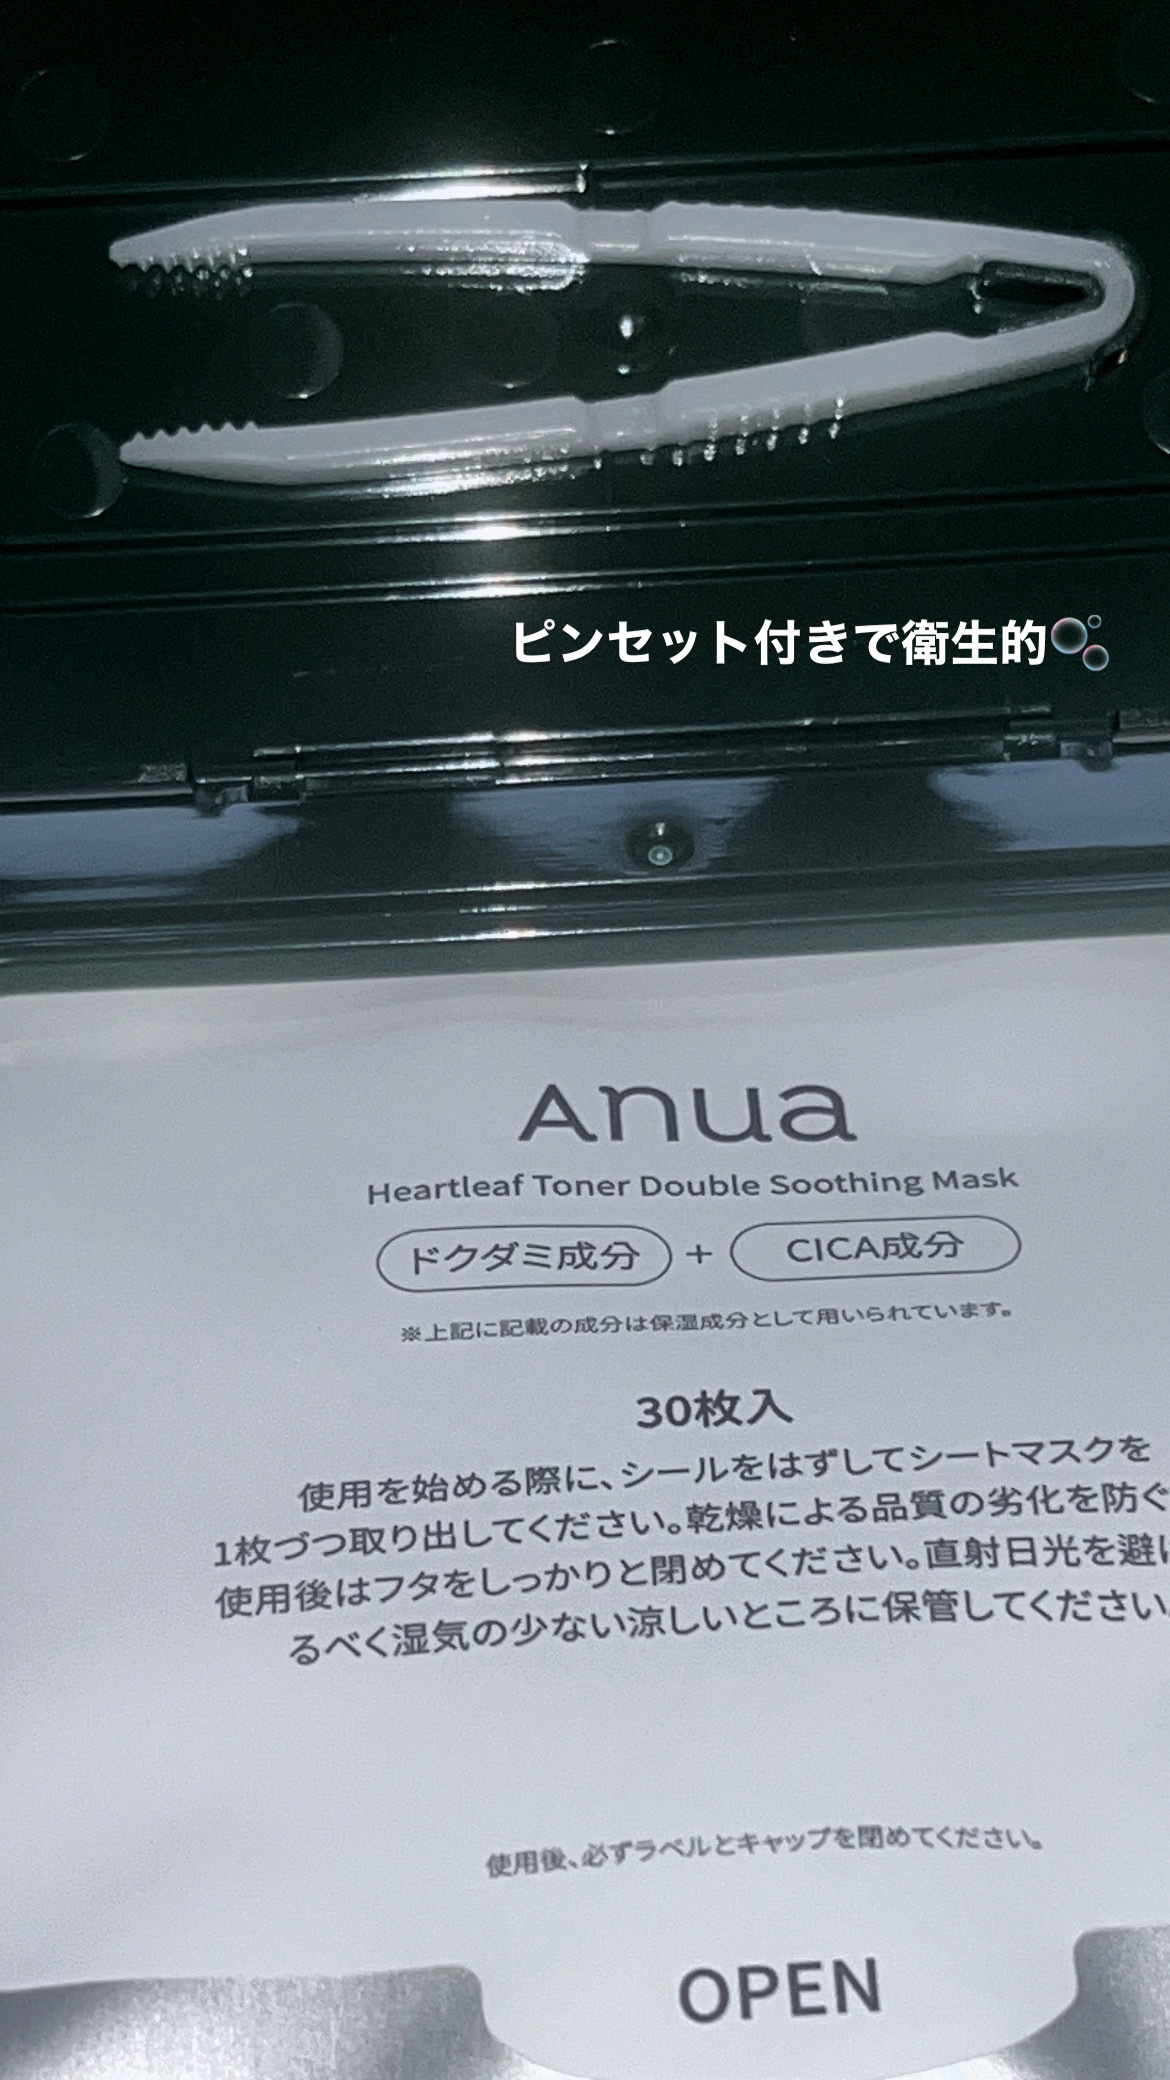 ピンセット付きで衛生的🫧
Anua
Heartleaf Toner Double Soothing Mask
ドクダミ成分 + CICA成分
※上記に記載の成分は保湿成分として用いられています。
30枚入
使用を始める際に、シールをはずしてシートマスクを
1枚づつ取り出してください。乾燥による品質の劣化を防ぐ
使用後はフタをしっかりと閉めてください。直射日光を避け
るべく湿気の少ない涼しいところに保管してください。
使用後、必ずラベルとキャップを閉めてください。
OPEN